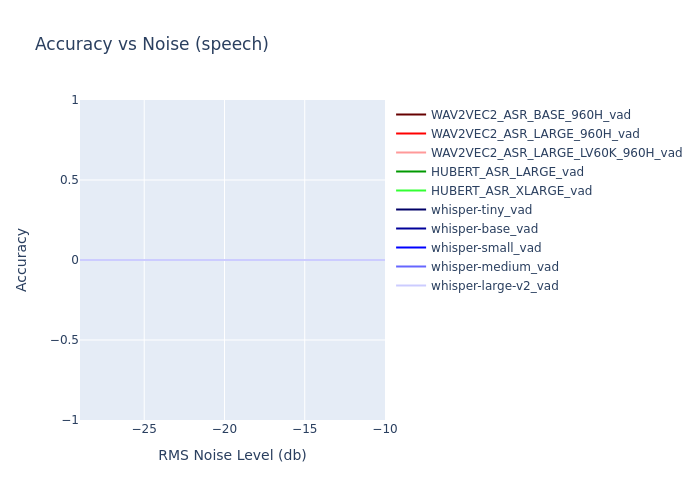 Accuracy vs Noise (speech)
1
0.5
0
−0.5
−1
Accuracy
−25
−20
−15
−10
RMS Noise Level (db)
WAV2VEC2_ASR_BASE_960H_vad
WAV2VEC2_ASR_LARGE_960H_vad
WAV2VEC2_ASR_LARGE_LV60K_960H_vad
HUBERT_ASR_LARGE_vad
HUBERT_ASR_XLARGE_vad
whisper-tiny_vad
whisper-base_vad
whisper-small_vad
whisper-medium_vad
whisper-large-v2_vad